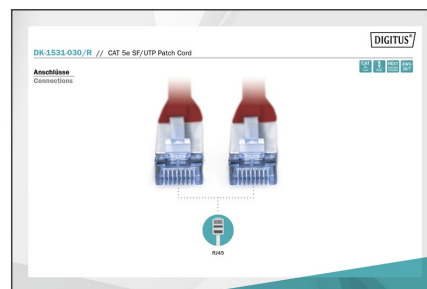 DIGITUS®
DK-1531-030/R // CAT 5e SF/UTP Patch Cord
Anschlüsse
Connections
RJ45